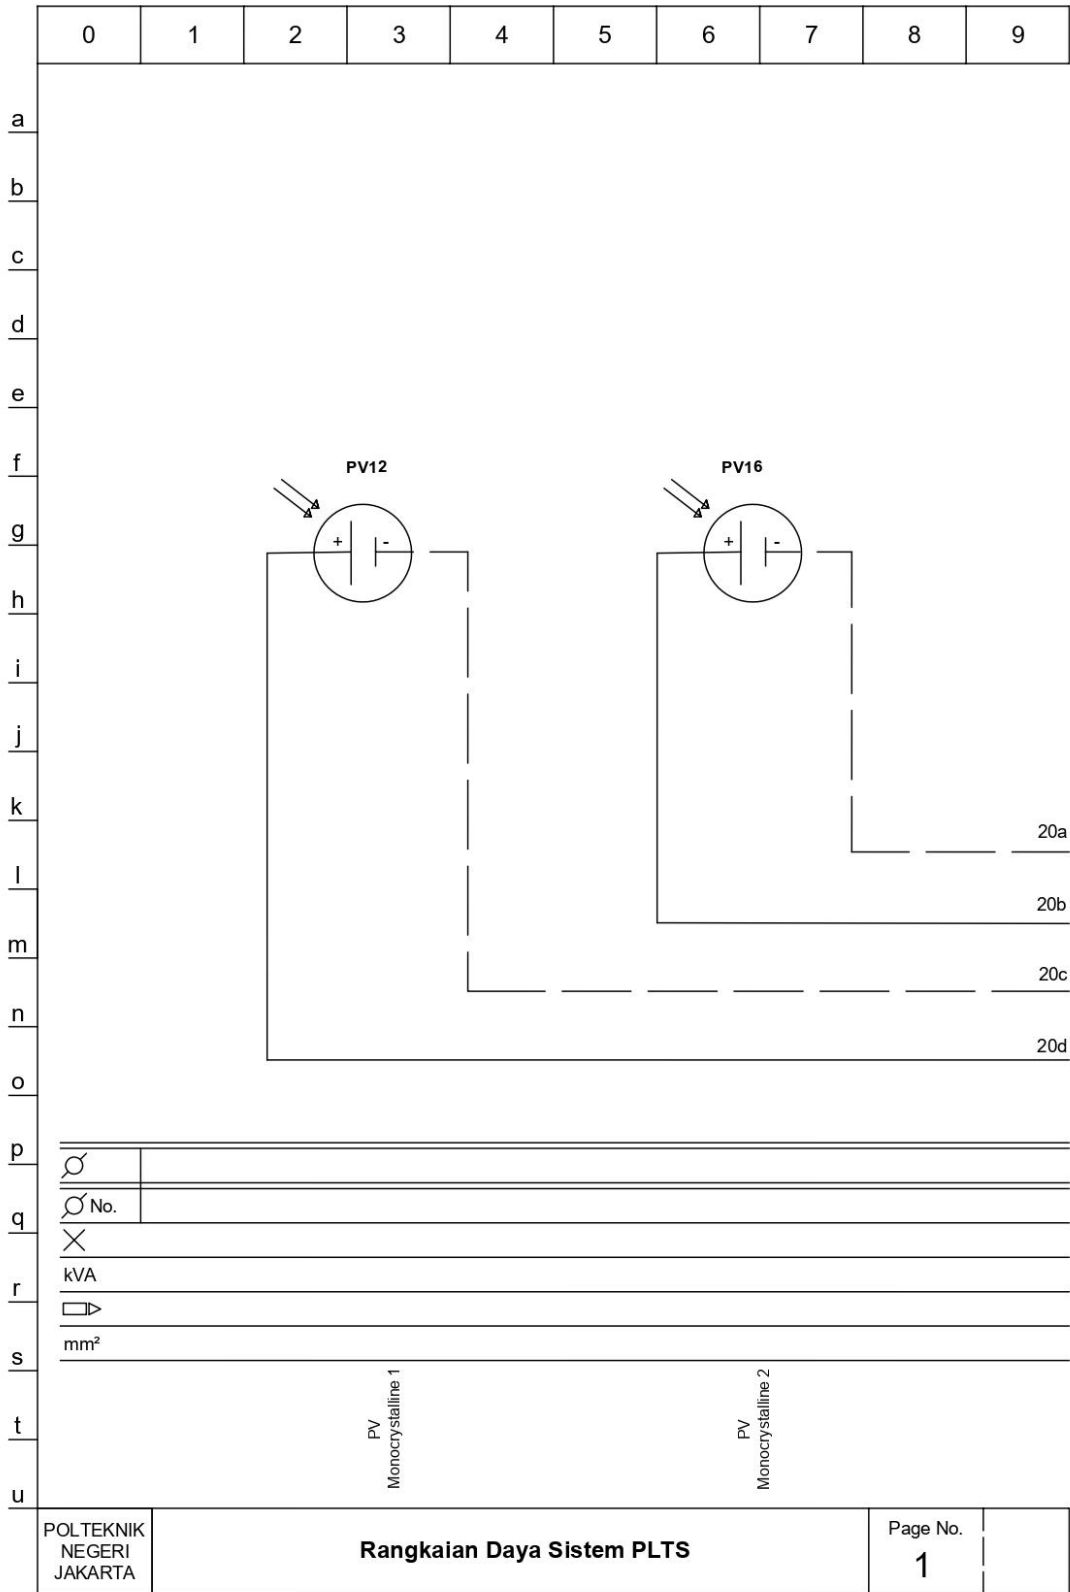 0 1 2 3 4 5 6 7 8 9
a
b
c
d
e
f
PV12 PV16
g
+ - + -
h
i
j
k
20a
l
20b
m
20c
n
20d
o
p
q
No.
kVA
r
mm²
s
PV
Monocrystalline 1
PV
Monocrystalline 2
t
u
POLTEKNIK
NEGERI
JAKARTA
Rangkaian Daya Sistem PLTS
Page No.
1